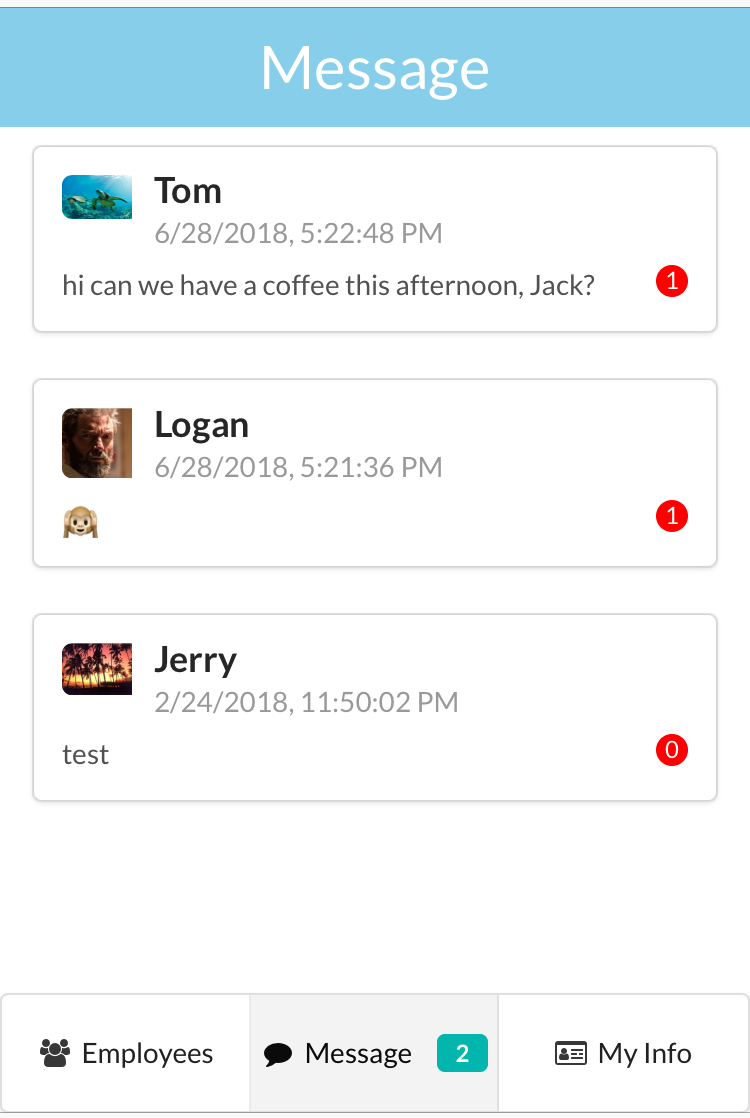 Message
Tom
6/28/2018, 5:22:48 PM
hi can we have a coffee this afternoon, Jack?
1
Logan
6/28/2018, 5:21:36 PM
🙉
1
Jerry
2/24/2018, 11:50:02 PM
test
0
Employees
Message
2
My Info